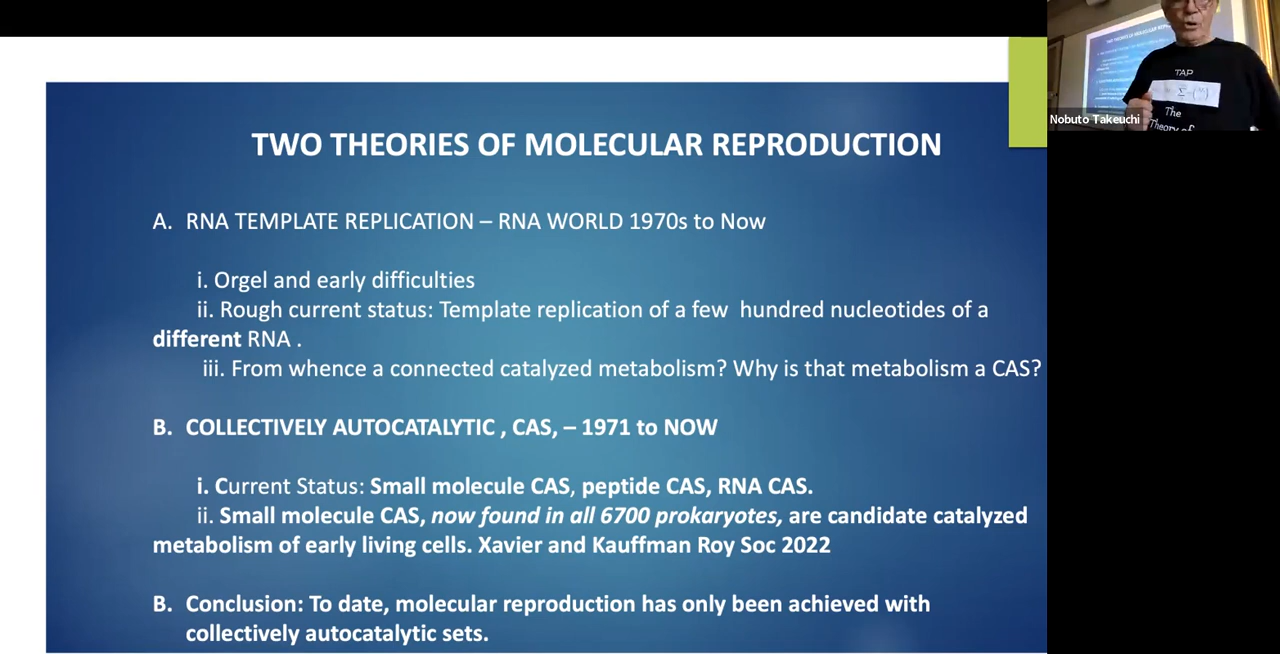 TWO THEORIES OF MOLECULAR REPRODUCTION
A. RNA TEMPLATE REPLICATION – RNA WORLD 1970s to Now
i. Orgel and early difficulties
ii. Rough current status: Template replication of a few hundred nucleotides of a
different RNA .
iii. From whence a connected catalyzed metabolism? Why is that metabolism a CAS?
B. COLLECTIVELY AUTOCATALYTIC , CAS, – 1971 to NOW
i. Current Status: Small molecule CAS, peptide CAS, RNA CAS.
ii. Small molecule CAS, now found in all 6700 prokaryotes, are candidate catalyzed
metabolism of early living cells. Xavier and Kauffman Roy Soc 2022
B. Conclusion: To date, molecular reproduction has only been achieved with
collectively autocatalytic sets.
TAP
The
Theory of
Nobuto Takeuchi